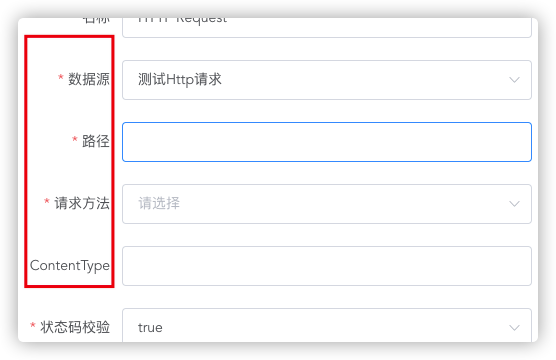 名称 HTTP Request
* 数据源 测试Http请求
* 路径
* 请求方法 请选择
ContentType
* 状态码校验 true